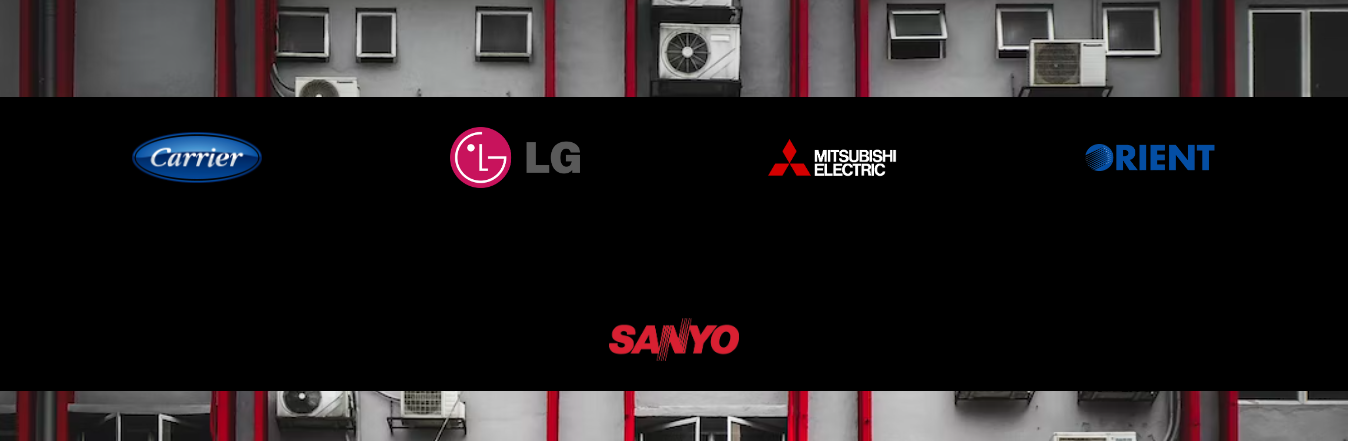 Carrier
LG
MITSUBISHI
ELECTRIC
ORIENT
SANYO